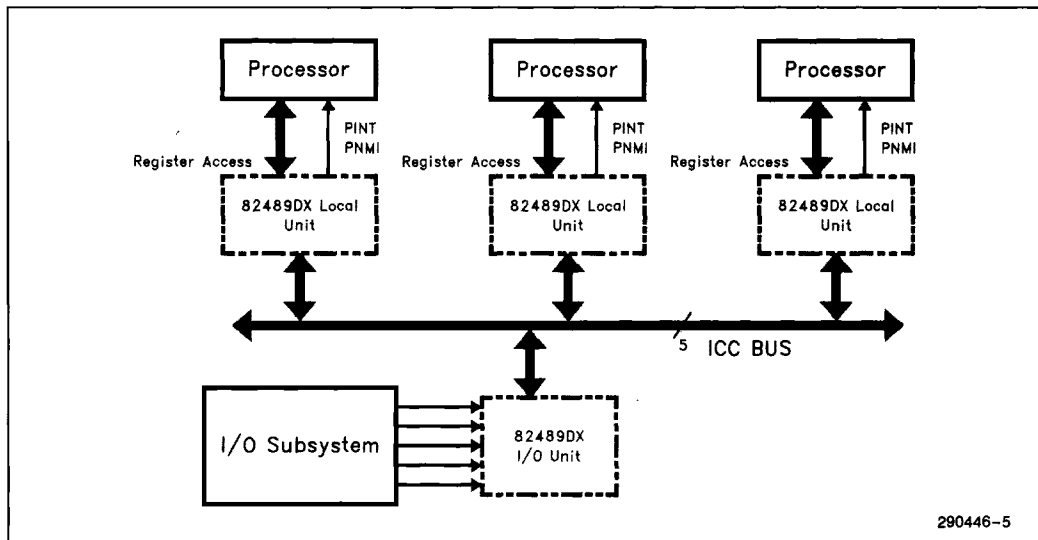 Processor
Processor
Processor
PINT
PNMI
PINT
PNMI
PINT
PNMI
Register Access
Register Access
Register Access
82489DX Local
Unit
82489DX Local
Unit
82489DX Local
Unit
5
ICC BUS
I/O Subsystem
82489DX
I/O Unit
290446-5